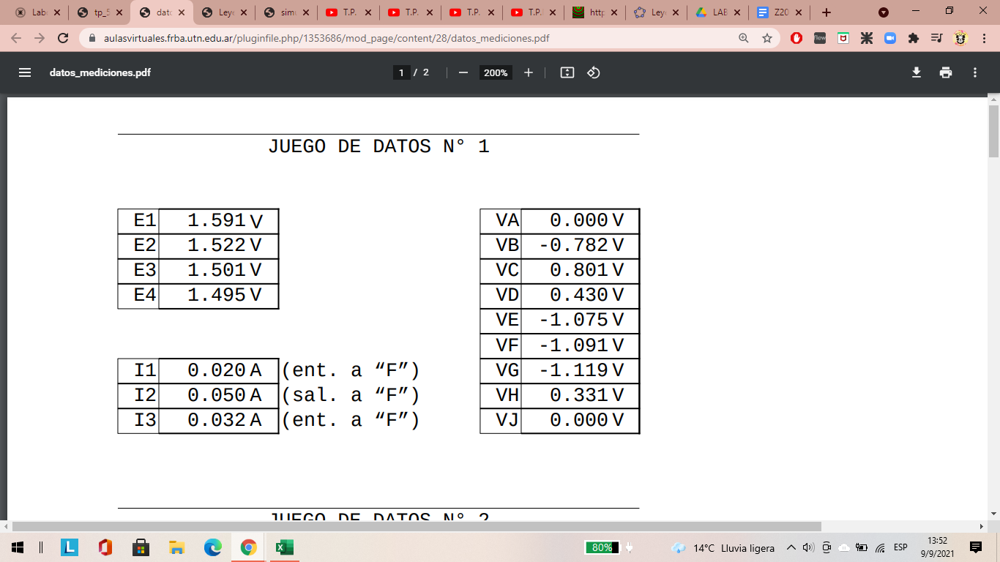 Labo
tp_5
dato
Leye
simu
T.P.
T.P.
T.P.
T.P.
http
Leye
LAB
Z20
aulasvirtuales.frba.utn.edu.ar/pluginfile.php/1353686/mod_page/content/28/datos_mediciones.pdf
datos_mediciones.pdf
1 / 2
200%
JUEGO DE DATOS N° 1
E1 1.591 V
E2 1.522 V
E3 1.501 V
E4 1.495 V
I1 0.020 A (ent. a “F”)
I2 0.050 A (sal. a “F”)
I3 0.032 A (ent. a “F”)
VA 0.000 V
VB -0.782 V
VC 0.801 V
VD 0.430 V
VE -1.075 V
VF -1.091 V
VG -1.119 V
VH 0.331 V
VJ 0.000 V
JUEGO DE DATOS N° 2
80%
14°C Lluvia ligera
ESP
13:52
9/9/2021